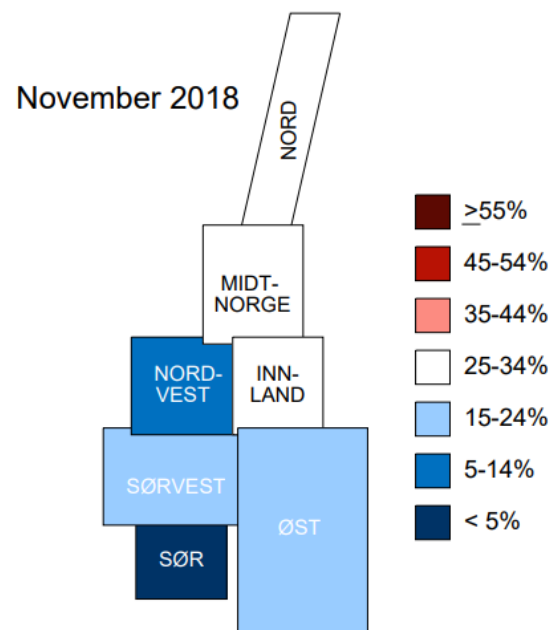 November 2018
NORD
MIDT-
NORGE
NORD-
VEST
INN-
LAND
SØRVEST
ØST
SØR
≥55%
45-54%
35-44%
25-34%
15-24%
5-14%
< 5%